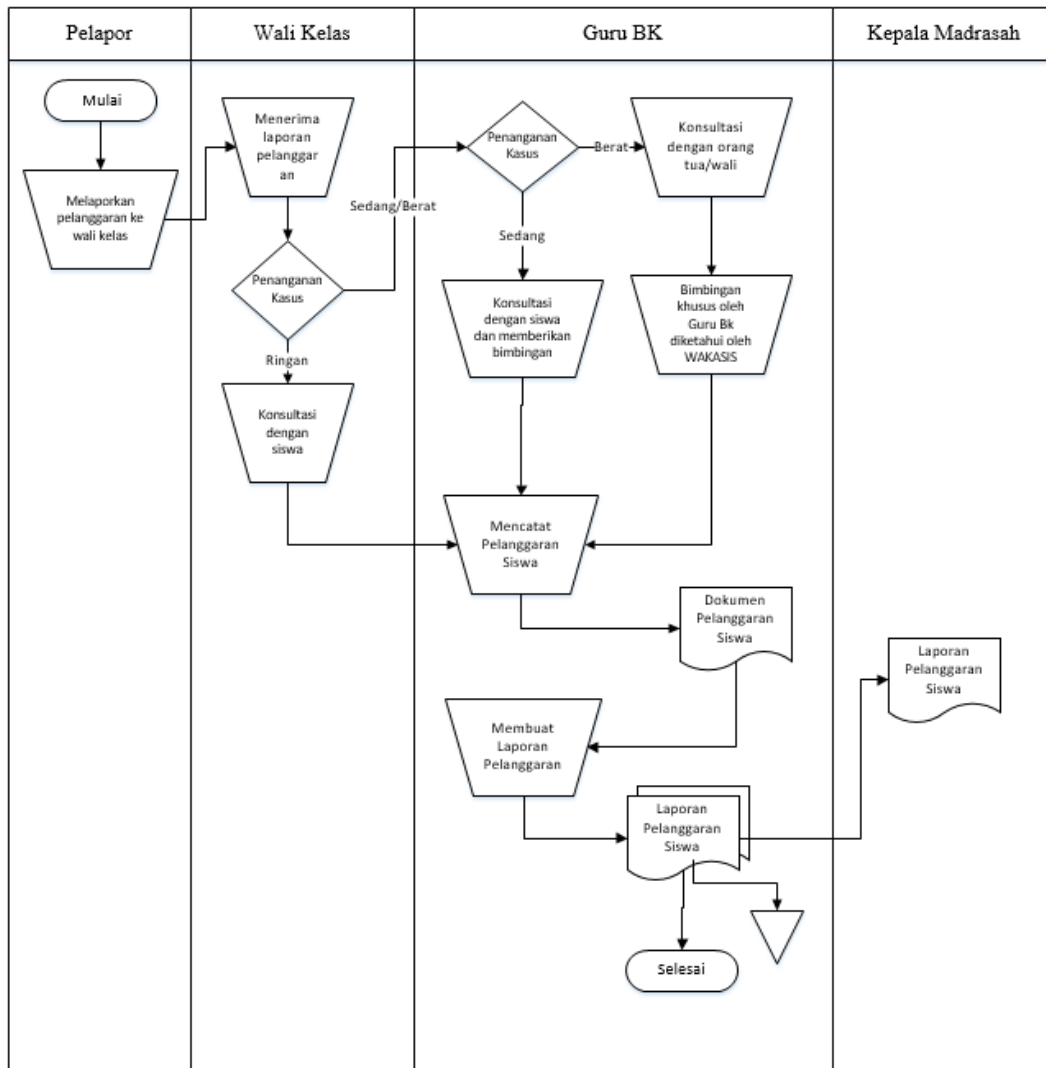 Pelapor
Wali Kelas
Guru BK
Kepala Madrasah
Mulai
Melaporkan
pelanggaran ke
wali kelas
Menerima
laporan
pelanggar
an
Penanganan
Kasus
Sedang/Berat
Ringan
Konsultasi
dengan
siswa
Penanganan
Kasus
Berat
Sedang
Konsultasi
dengan orang
tua/wali
Konsultasi
dengan siswa
dan memberikan
bimbingan
Bimbingan
khusus oleh
Guru Bk
diketahui oleh
WAKASIS
Mencatat
Pelanggaran
Siswa
Dokumen
Pelanggaran
Siswa
Membuat
Laporan
Pelanggaran
Laporan
Pelanggaran
Siswa
Laporan
Pelanggaran
Siswa
Selesai